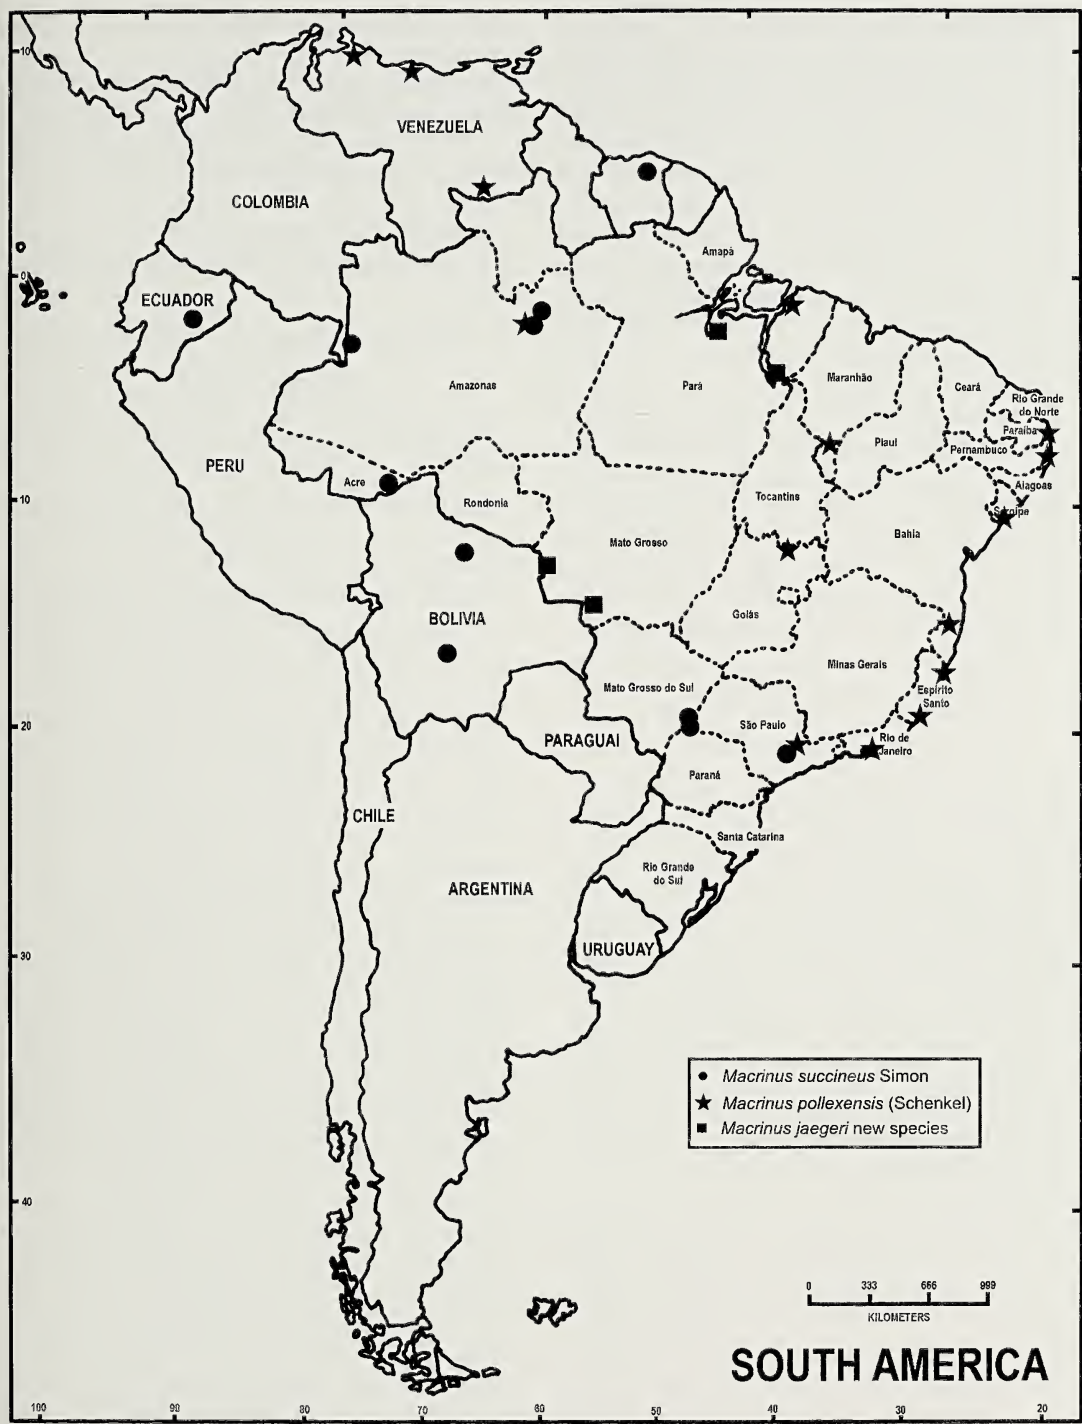 10
VENEZUELA
COLOMBIA
Amapá
0
ECUADOR
Amazonas
Pará
Maranhão
Ceará
Rio Grande
do Norte
Paraíba
Piauí
Pernambuco
PERU
Acre
Alagoas
Rondonia
Tocantins
10
Sergipe
Mato Grosso
Bahia
BOLIVIA
Goiás
Minas Gerais
Mato Grosso do Sul
Espírito
Santo
20
São Paulo
PARAGUAI
Rio de
Janeiro
Paraná
CHILE
Santa Catarina
Rio Grande
do Sul
ARGENTINA
URUGUAY
30
Macrinus succineus Simon
Macrinus pollexensis (Schenkel)
Macrinus jaegeri new species
40
0 333 666 999
KILOMETERS
SOUTH AMERICA
100 90 80 70 60 50 40 30 20